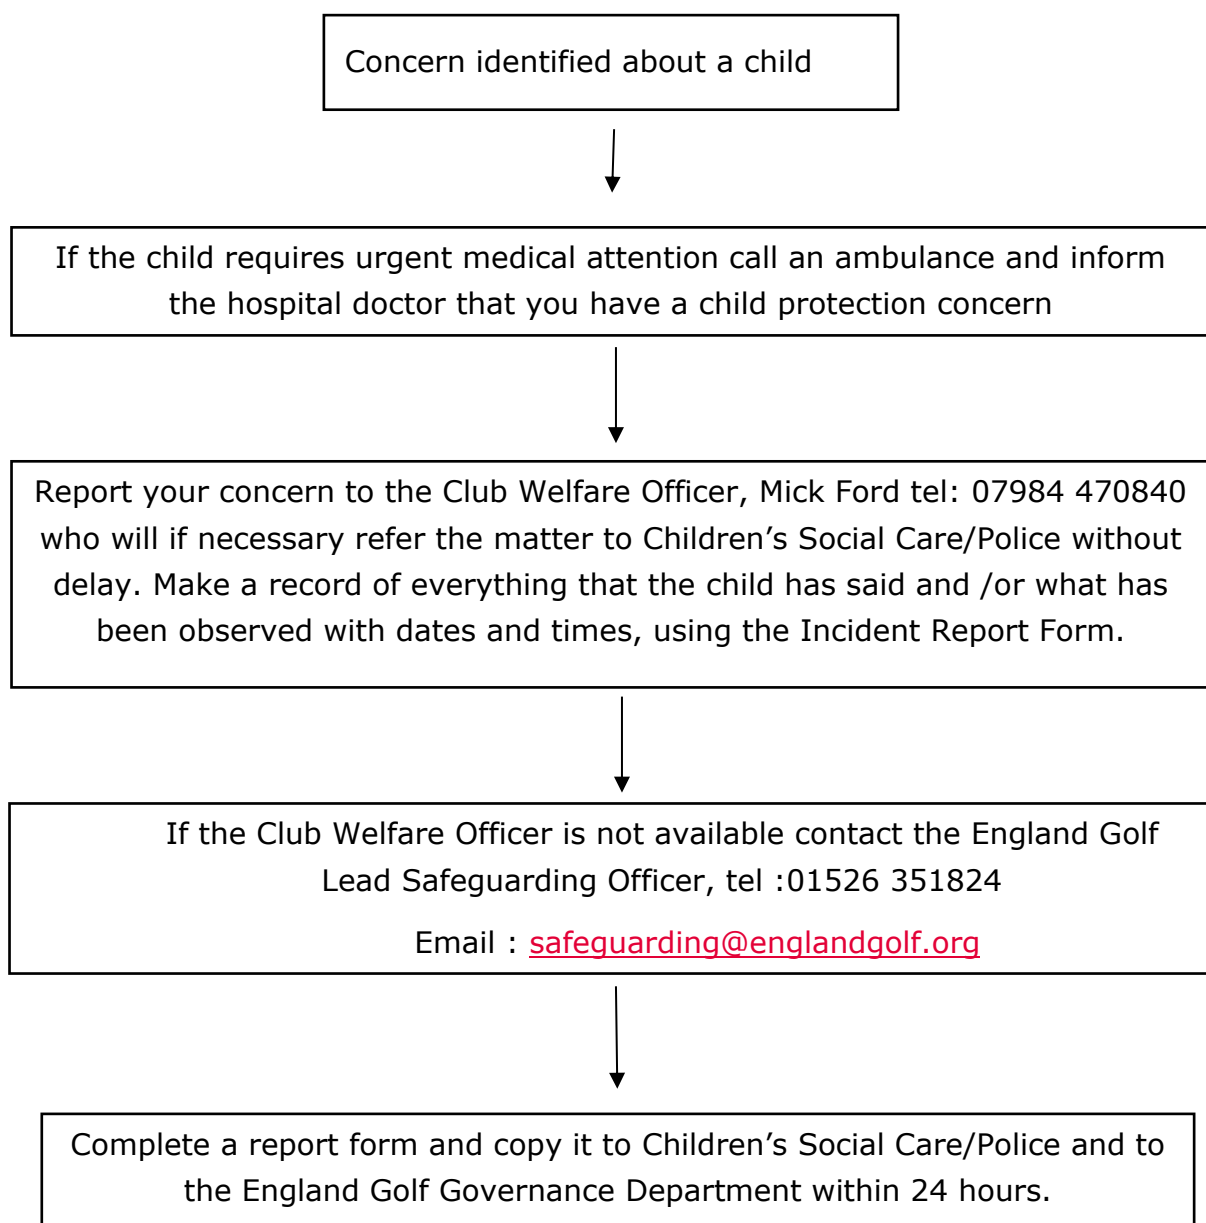 Concern identified about a child
If the child requires urgent medical attention call an ambulance and inform
the hospital doctor that you have a child protection concern
Report your concern to the Club Welfare Officer, Mick Ford tel: 07984 470840
who will if necessary refer the matter to Children’s Social Care/Police without
delay. Make a record of everything that the child has said and /or what has
been observed with dates and times, using the Incident Report Form.
If the Club Welfare Officer is not available contact the England Golf
Lead Safeguarding Officer, tel :01526 351824
Email : safeguarding@englandgolf.org
Complete a report form and copy it to Children’s Social Care/Police and to
the England Golf Governance Department within 24 hours.